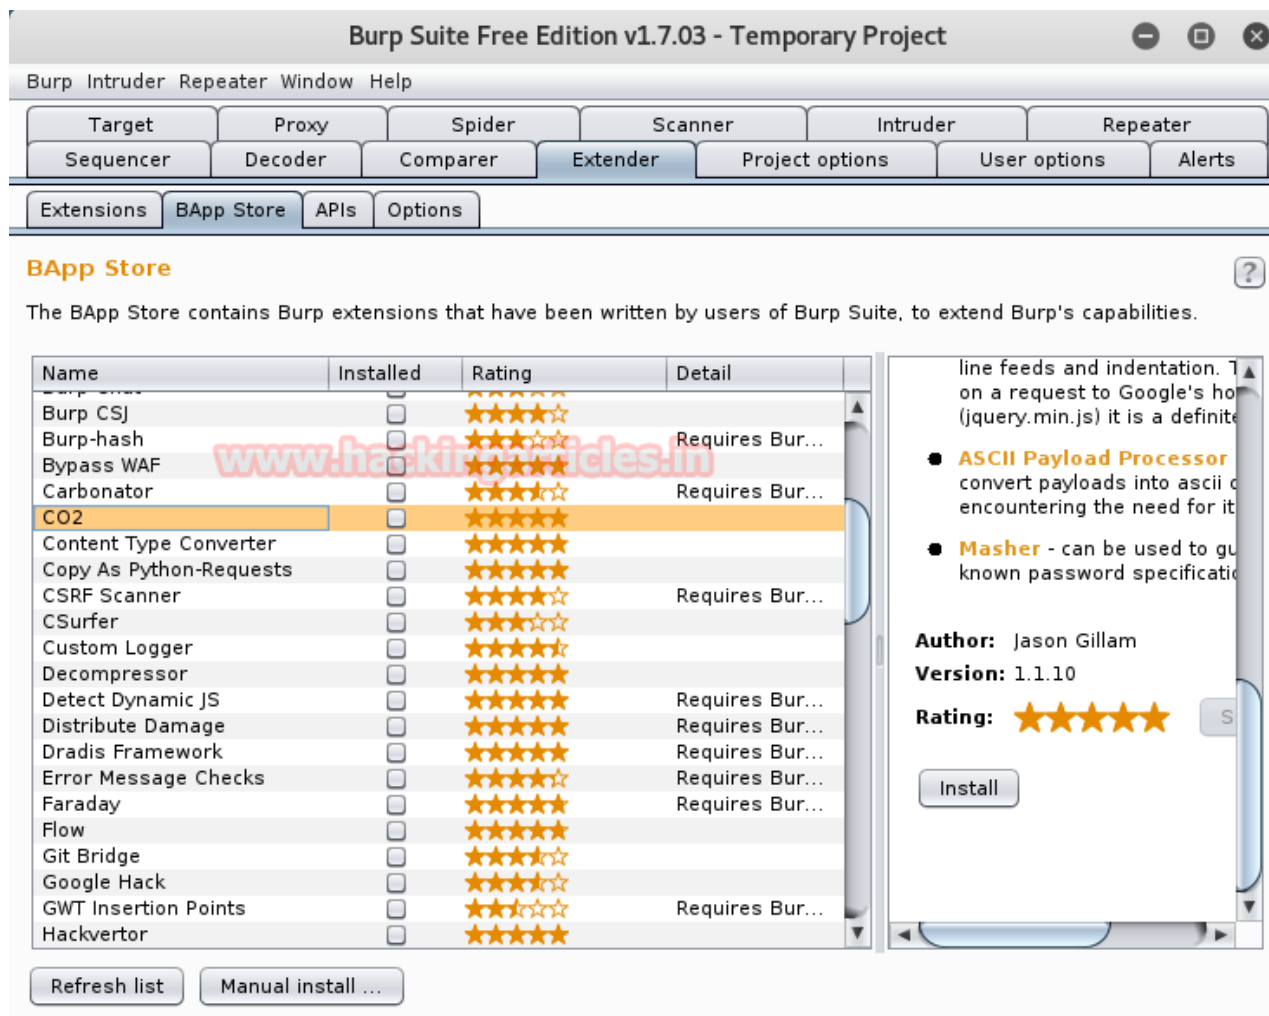 Burp Suite Free Edition v1.7.03 - Temporary Project
Burp Intruder Repeater Window Help
Target Proxy Spider Scanner Intruder Repeater
Sequencer Decoder Comparer Extender Project options User options Alerts
Extensions BApp Store APIs Options
BApp Store
?
The BApp Store contains Burp extensions that have been written by users of Burp Suite, to extend Burp's capabilities.
Name Installed Rating Detail
Burp CSJ
Burp-hash Requires Bur...
Bypass WAF
Carbonator Requires Bur...
CO2
Content Type Converter
Copy As Python-Requests
CSRF Scanner Requires Bur...
CSurfer
Custom Logger
Decompressor
Detect Dynamic JS Requires Bur...
Distribute Damage Requires Bur...
Dradis Framework Requires Bur...
Error Message Checks Requires Bur...
Faraday Requires Bur...
Flow
Git Bridge
Google Hack
GWT Insertion Points Requires Bur...
Hackvertor
www.hackingarticles.in
line feeds and indentation.
on a request to Google's
(jquery.min.js) it is a
ASCII Payload Processor
convert payloads into ascii
encountering the need for it
Masher - can be used to
known password
Author: Jason Gillam
Version: 1.1.10
Rating: S
Install
Refresh list Manual install ...